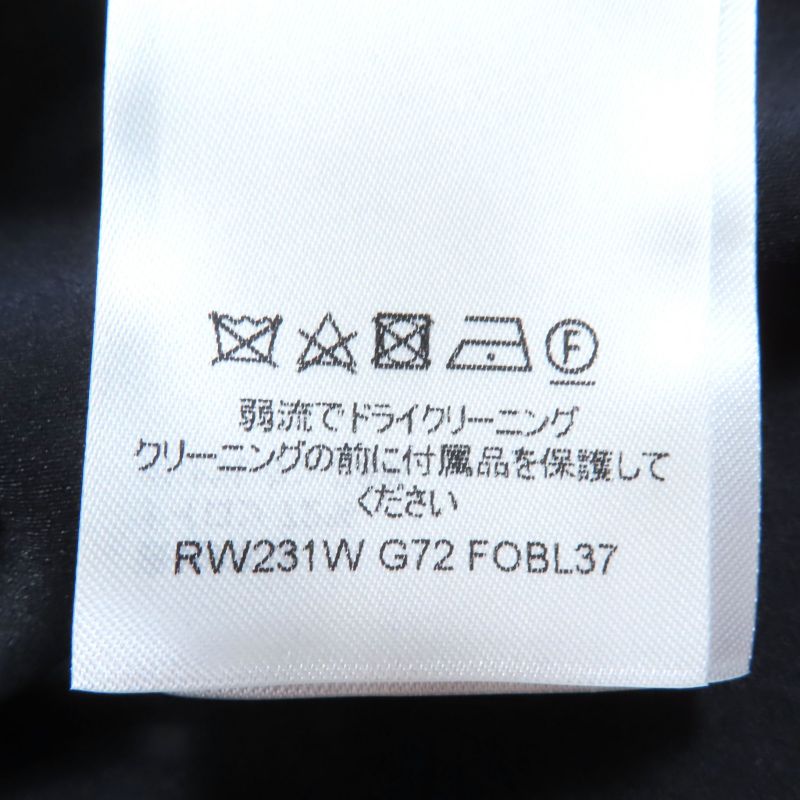 F
弱流でドライクリーニング
クリーニングの前に付属品を保護して
ください
RW231W G72 FOBL37